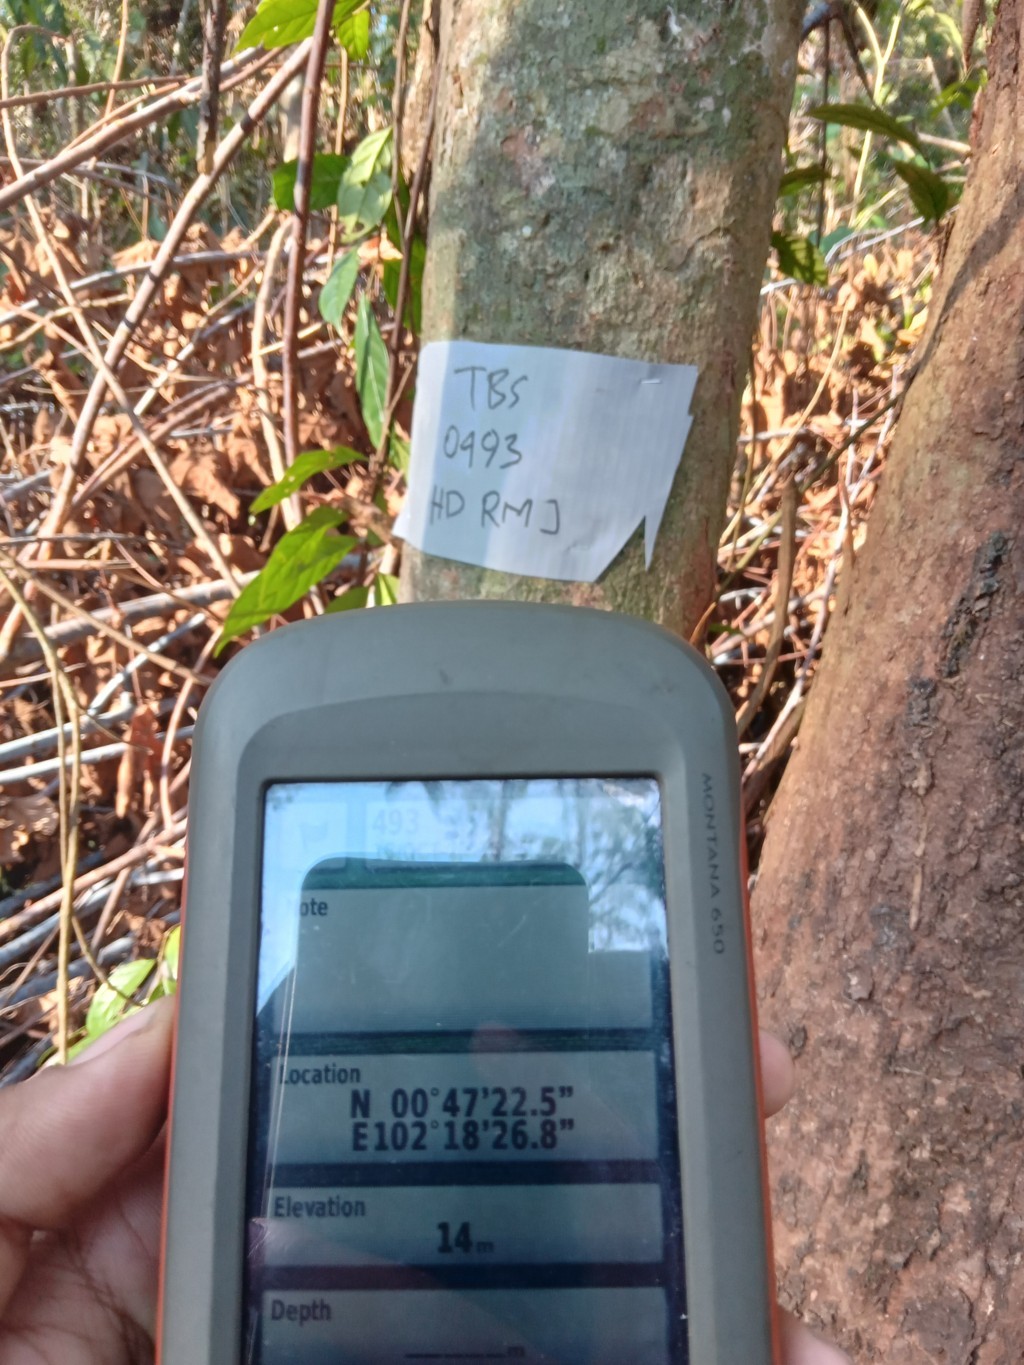 TBS
0493
HD RMJ
MONTANA 650
493
ote
Location
N 00°47'22.5"
E102°18'26.8"
Elevation
14 m
Depth
m